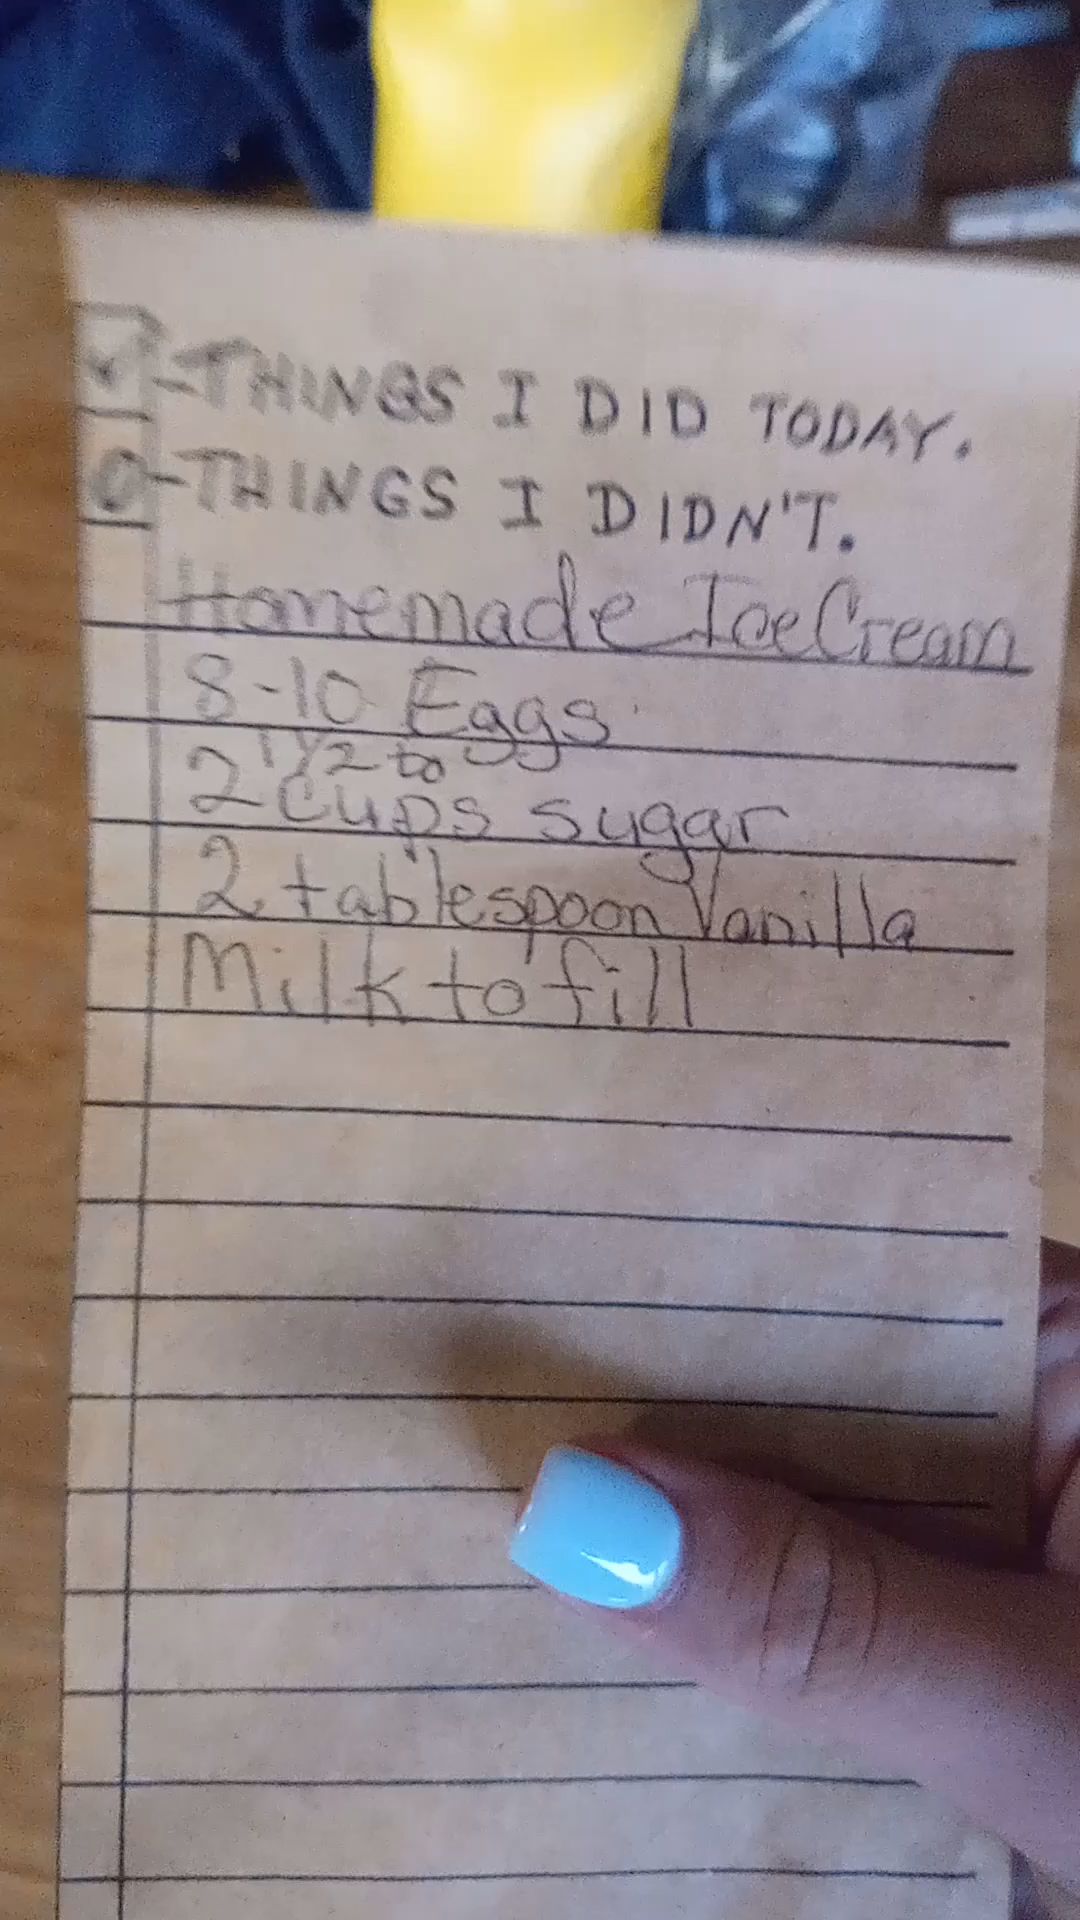 -THINGS I DID TODAY.
O-THINGS I DIDN'T.
Homemade Ice Cream
8-10 Eggs
1 1/2 to
2 cups sugar
2 tablespoon Vanilla
Milk to fill